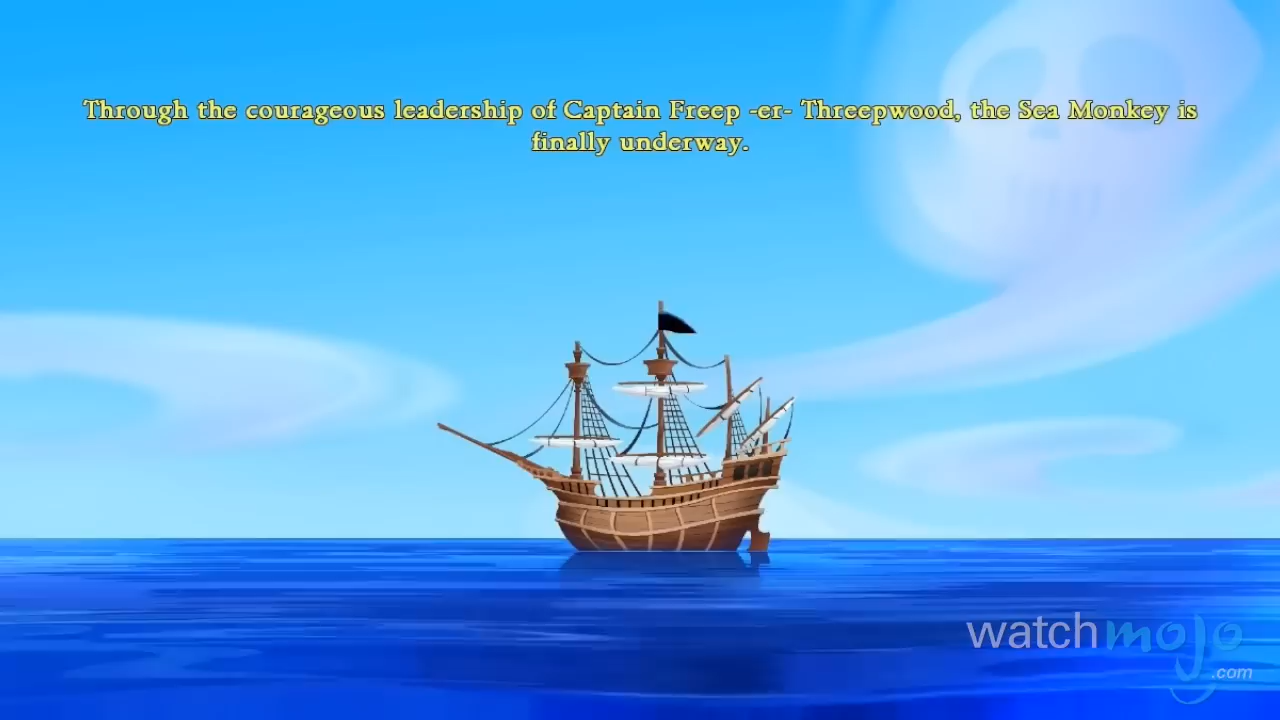 Through the courageous leadership of Captain Freep -er- Threepwood, the Sea Monkey is
finally underway.
watchmojo
.com